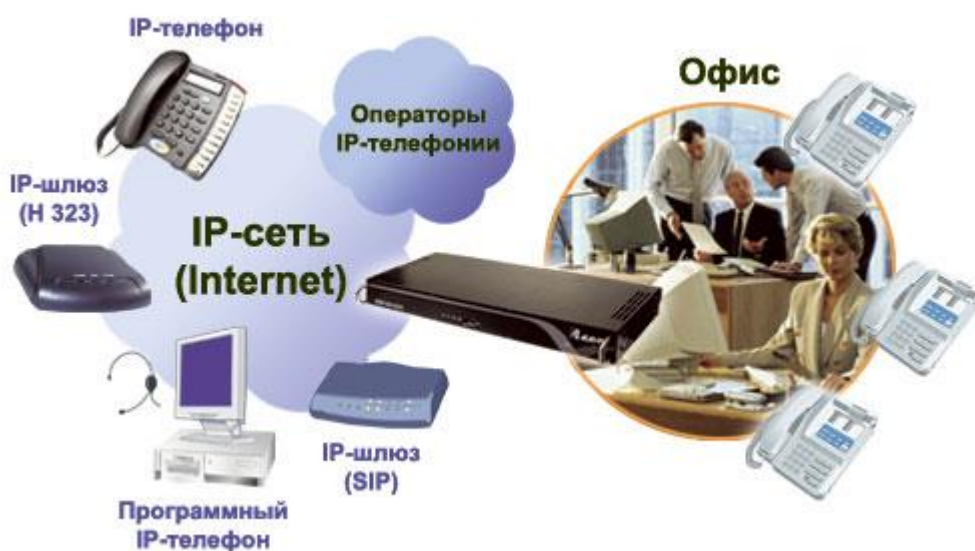 IP-телефон
Операторы
IP-телефонии
Офис
IP-шлюз
(H 323)
IP-сеть
(Internet)
IP-шлюз
(SIP)
Программный
IP-телефон